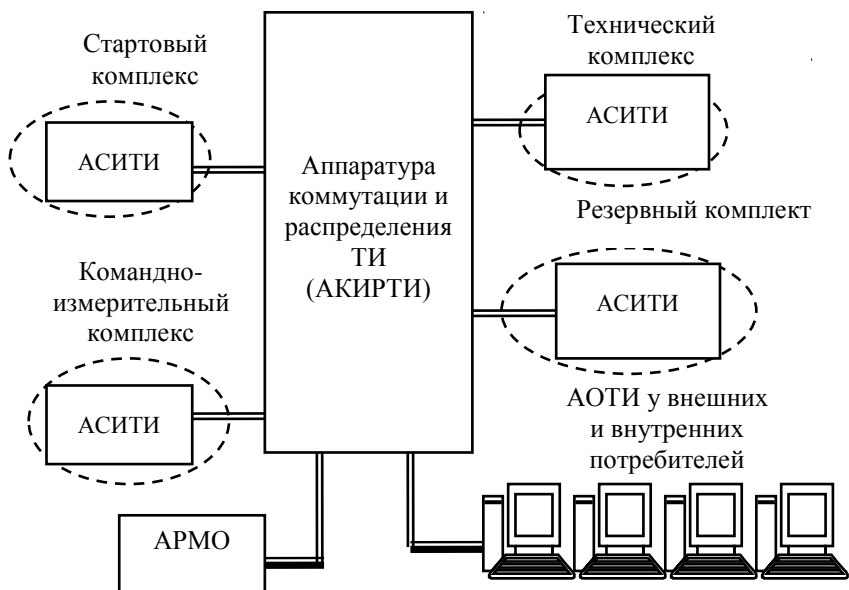 Стартовый
комплекс
АСИТИ
Командно-
измерительный
комплекс
АСИТИ
АРМО
Аппаратура
коммутации и
распределения
ТИ
(АКИРТИ)
Технический
комплекс
АСИТИ
Резервный комплект
АСИТИ
АОТИ у внешних
и внутренних
потребителей